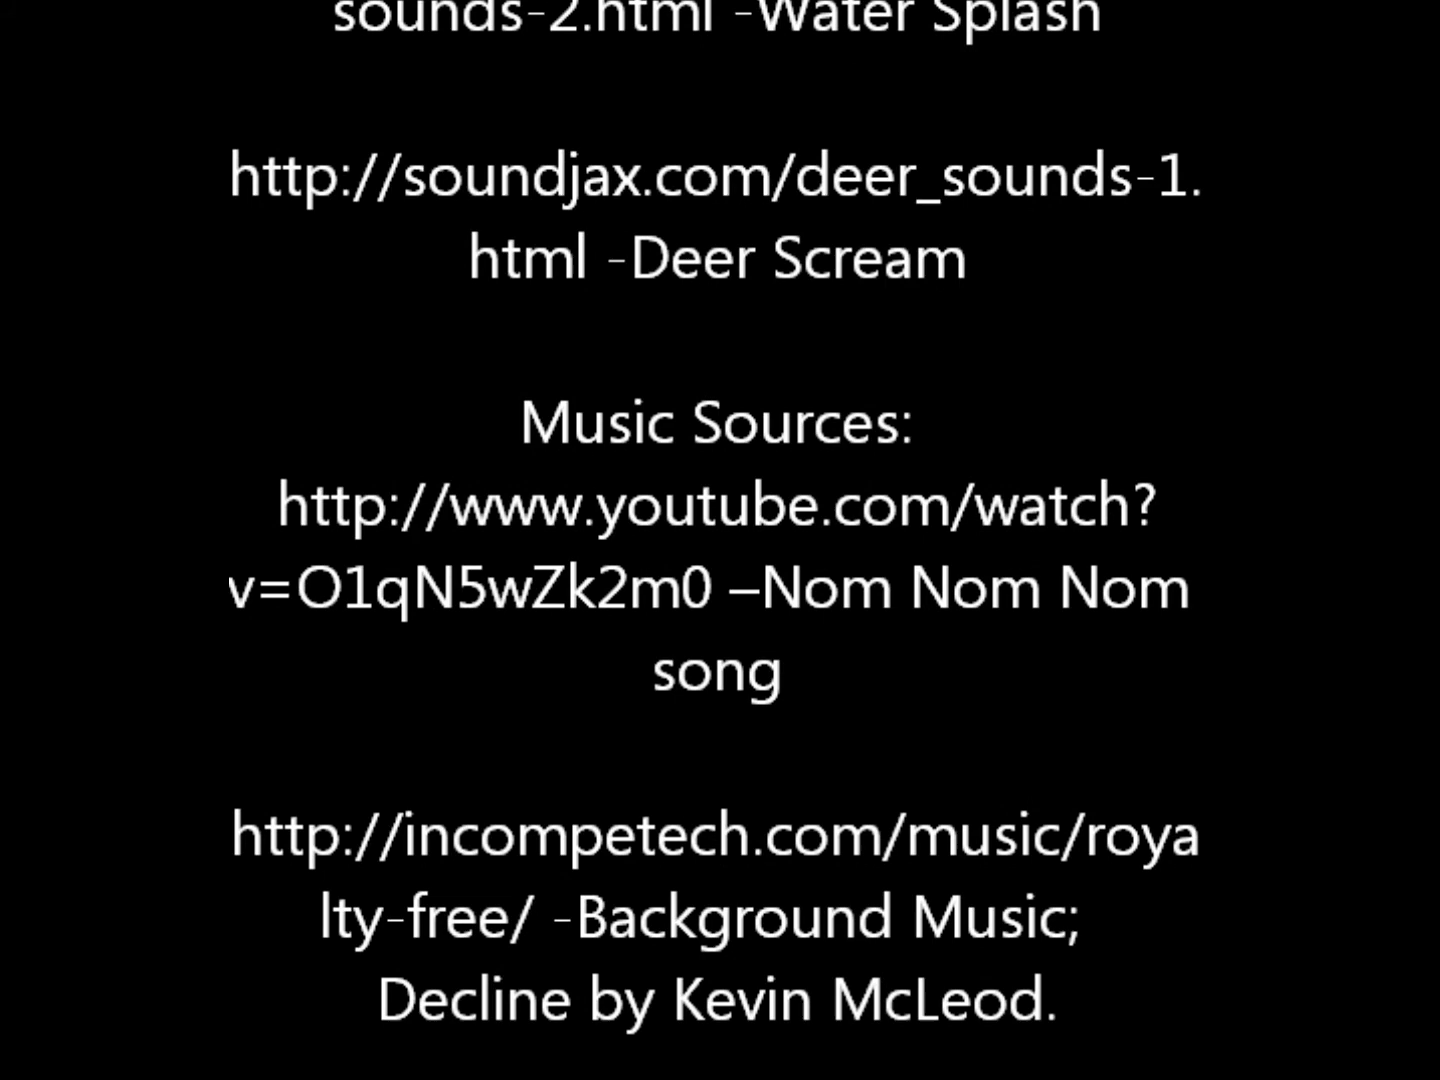 sounds-2.html -Water Splash
http://soundjax.com/deer_sounds-1.
html -Deer Scream
Music Sources:
http://www.youtube.com/watch?
v=O1qN5wZk2m0 –Nom Nom Nom
song
http://incompetech.com/music/roya
lty-free/ -Background Music;
Decline by Kevin McLeod.